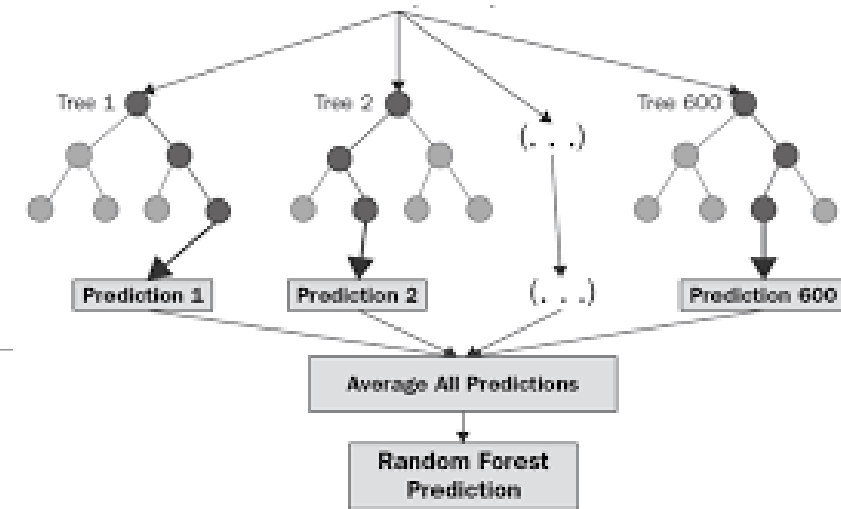 Tree 1
Tree 2
(. . .)
Tree 600
Prediction 1
Prediction 2
(. . .)
Prediction 600
Average All Predictions
Random Forest
Prediction